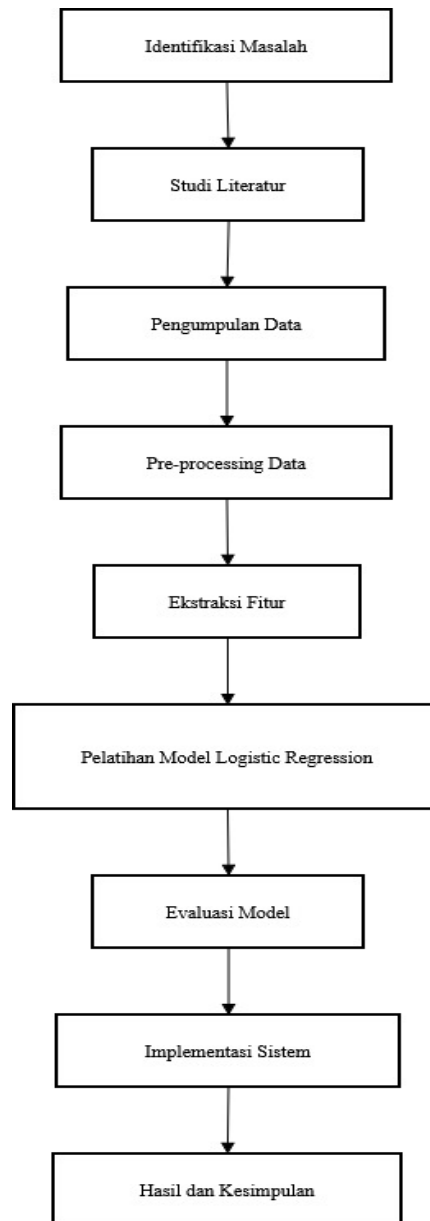 Identifikasi Masalah
Studi Literatur
Pengumpulan Data
Pre-processing Data
Ekstraksi Fitur
Pelatihan Model Logistic Regression
Evaluasi Model
Implementasi Sistem
Hasil dan Kesimpulan